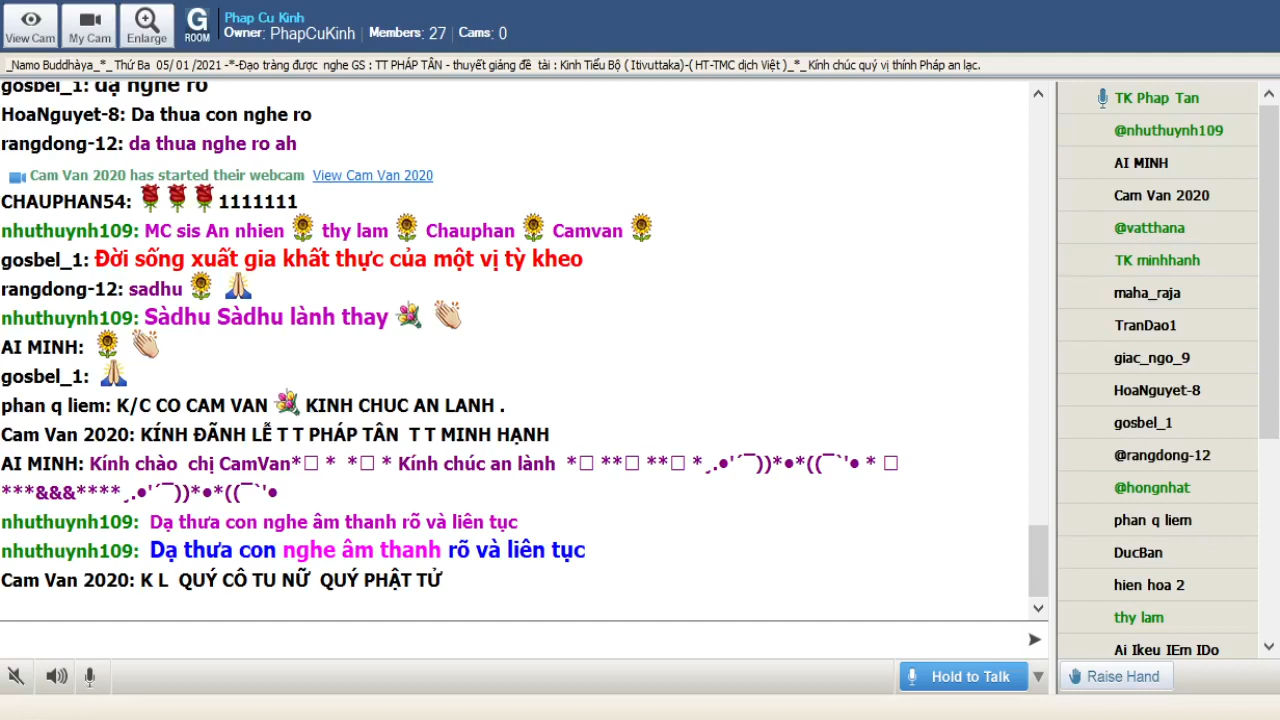 View Cam
My Cam
Enlarge
G
ROOM
Phap Cu Kinh
Owner: PhapCuKinh
Members: 27
Cams: 0
_Namo Buddhàya_*_ Thứ Ba 05/ 01 /2021 -*-Đạo tràng được nghe GS : TT PHÁP TÂN - thuyết giảng đề tài : Kinh Tiểu Bộ ( Itivuttaka)-( HT-TMC dịch Việt )_*_ Kính chúc quý vị thính Pháp an lạc.
gosbel_1: dạ nghe ro
HoaNguyet-8: Da thua con nghe ro
rangdong-12: da thua nghe ro ah
Cam Van 2020 has started their webcam View Cam Van 2020
CHAUPHAN54: 🌹🌹🌹1111111
nhuthuynh109: MC sis An nhien 🌻 thy lam 🌻 Chauphan 🌻 Camvan 🌻
gosbel_1: Đời sống xuất gia khất thực của một vị tỳ kheo
rangdong-12: sadhu 🌻 🙏
nhuthuynh109: Sàdhu Sàdhu lành thay 💐 👏
AI MINH: 🌻 👏
gosbel_1: 🙏
phan q liem: K/C CO CAM VAN 💐 KINH CHUC AN LANH .
Cam Van 2020: KÍNH ĐÃNH LỄ T T PHÁP TÂN T T MINH HẠNH
AI MINH: Kính chào chị CamVan*□ * *□ * Kính chúc an lành *□ **□ **□ *¸.•'´¯))*•*((¯`'• * □
***&&&****¸.•'´¯))*•*((¯`'•
nhuthuynh109: Dạ thưa con nghe âm thanh rõ và liên tục
nhuthuynh109: Dạ thưa con nghe âm thanh rõ và liên tục
Cam Van 2020: K L QUÝ CÔ TU NỮ QUÝ PHẬT TỬ
Hold to Talk
TK Phap Tan
@nhuthuynh109
AI MINH
Cam Van 2020
@vatthana
TK minhhanh
maha_raja
TranDao1
giac_ngo_9
HoaNguyet-8
gosbel_1
@rangdong-12
@hongnhat
phan q liem
DucBan
hien hoa 2
thy lam
Ai Ikeu IEm IDo
Raise Hand